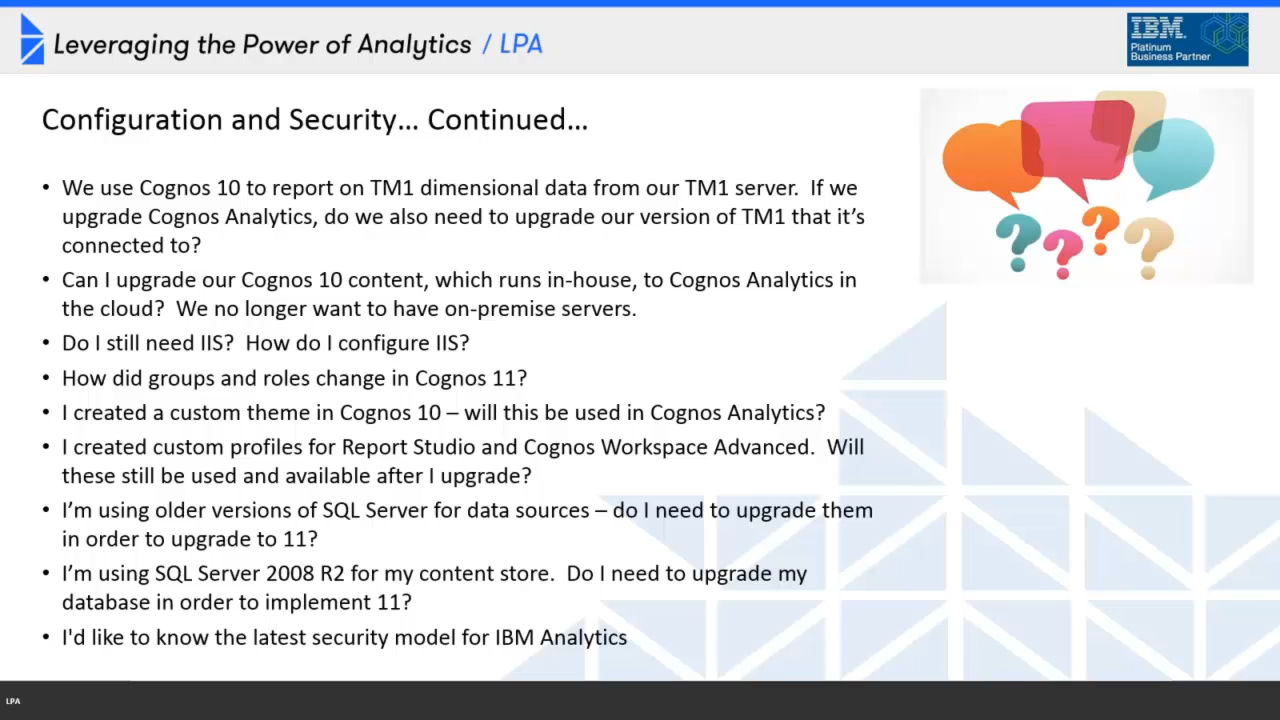 Leveraging the Power of Analytics / LPA
IBM
Platinum
Business Partner
Configuration and Security... Continued...
• We use Cognos 10 to report on TM1 dimensional data from our TM1 server.  If we
upgrade Cognos Analytics, do we also need to upgrade our version of TM1 that it’s
connected to?
• Can I upgrade our Cognos 10 content, which runs in-house, to Cognos Analytics in
the cloud?  We no longer want to have on-premise servers.
• Do I still need IIS?  How do I configure IIS?
• How did groups and roles change in Cognos 11?
• I created a custom theme in Cognos 10 – will this be used in Cognos Analytics?
• I created custom profiles for Report Studio and Cognos Workspace Advanced.  Will
these still be used and available after I upgrade?
• I’m using older versions of SQL Server for data sources – do I need to upgrade them
in order to upgrade to 11?
• I’m using SQL Server 2008 R2 for my content store.  Do I need to upgrade my
database in order to implement 11?
• I'd like to know the latest security model for IBM Analytics
? ? ? ?
LPA